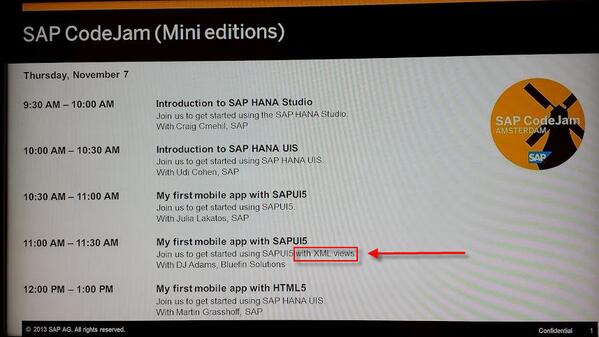 SAP CodeJam (Mini editions)
Thursday, November 7
9:30 AM – 10:00 AM
Introduction to SAP HANA Studio
Join us to get started using the SAP HANA Studio.
With Craig Cmehil, SAP
10:00 AM – 10:30 AM
Introduction to SAP HANA UIS
Join us to get started using SAP HANA UIS.
With Udi Cohen, SAP
10:30 AM – 11:00 AM
My first mobile app with SAPUI5
Join us to get started using SAPUI5.
With Julia Lakatos, SAP
11:00 AM – 11:30 AM
My first mobile app with SAPUI5
Join us to get started using SAPUI5 with XML views
With DJ Adams, Bluefin Solutions
12:00 PM – 1:00 PM
My first mobile app with HTML5
Join us to get started using SAP HANA UIS.
With Martin Grasshoff, SAP
SAP CodeJam
AMSTERDAM
SAP
© 2013 SAP AG. All rights reserved.
Confidential
1